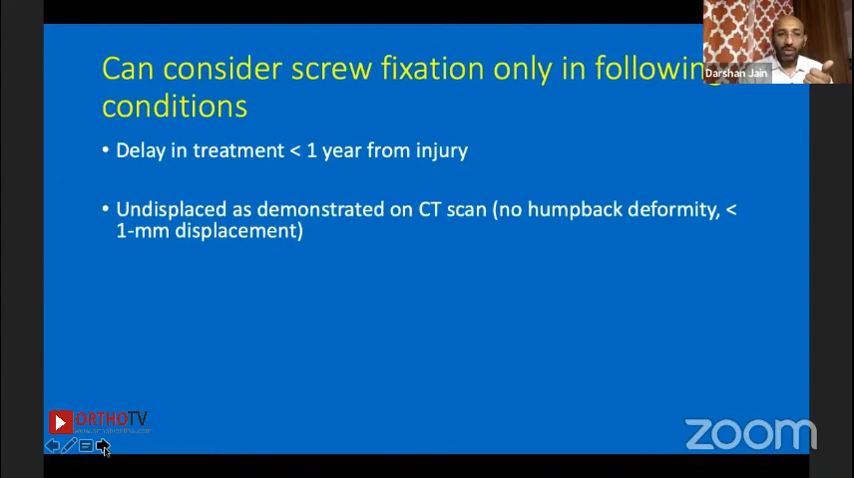 Can consider screw fixation only in following
conditions
Darshan Jain
• Delay in treatment < 1 year from injury
• Undisplaced as demonstrated on CT scan (no humpback deformity, <
1-mm displacement)
ORTHOTV
zoom